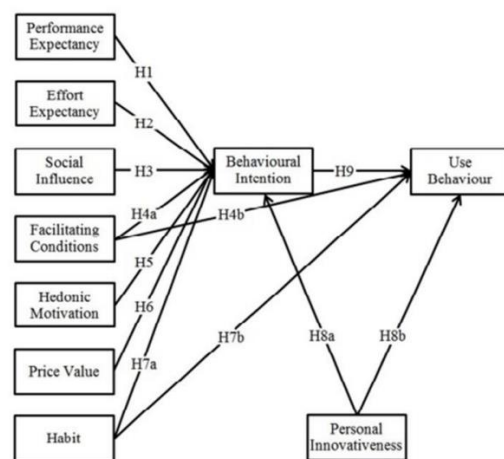 Performance
Expectancy
H1
Effort
Expectancy
H2
Social
Influence
H3
Behavioural
Intention
H9
Use
Behaviour
H4a
H4b
Facilitating
Conditions
H5
Hedonic
Motivation
H6
Price Value
H7a
H7b
H8a
H8b
Habit
Personal
Innovativeness